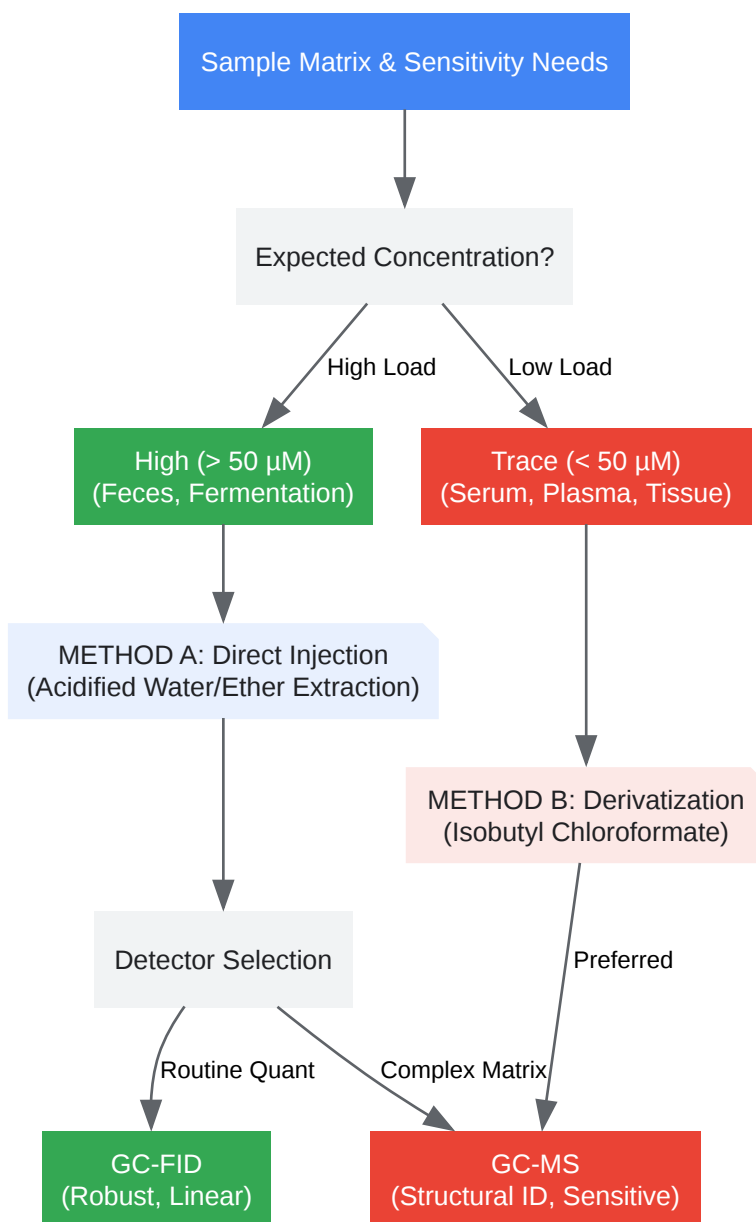 Sample Matrix & Sensitivity Needs
Expected Concentration?
High Load
Low Load
High (> 50 µM)
(Feces, Fermentation)
Trace (< 50 µM)
(Serum, Plasma, Tissue)
METHOD A: Direct Injection
(Acidified Water/Ether Extraction)
METHOD B: Derivatization
(Isobutyl Chloroformate)
Detector Selection
Preferred
Routine Quant
Complex Matrix
GC-FID
(Robust, Linear)
GC-MS
(Structural ID, Sensitive)